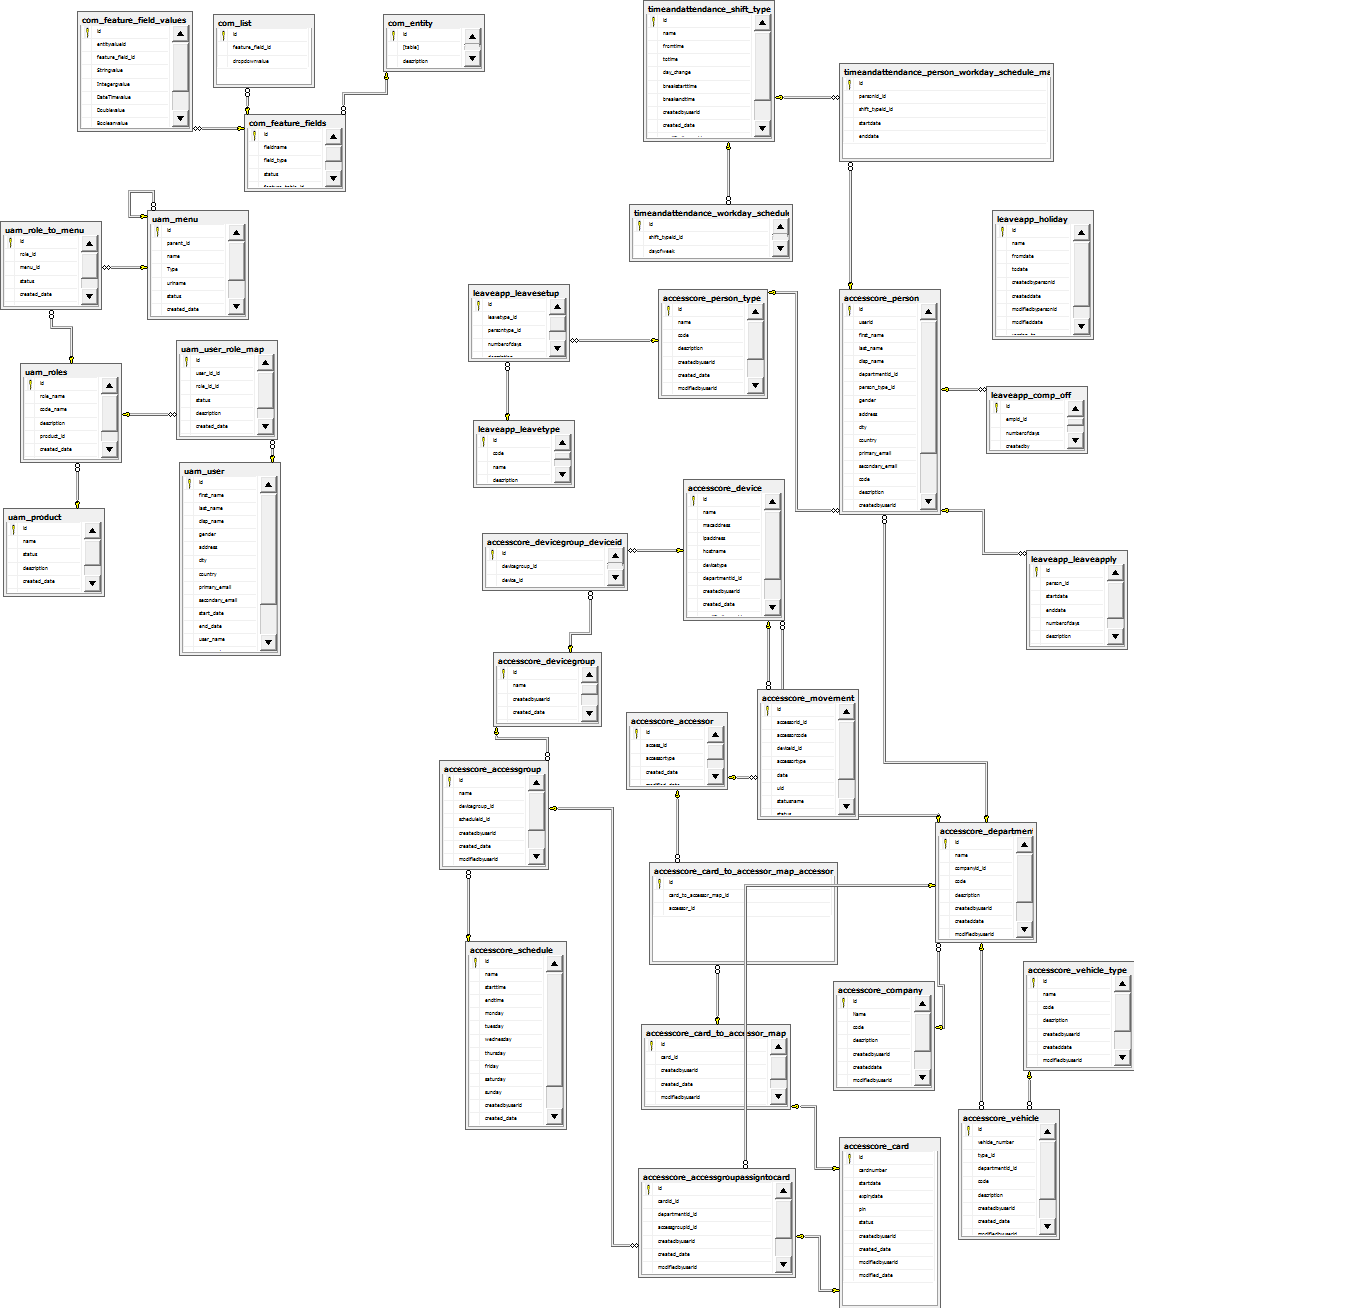 com_feature_field_values
id
entityvalueid
feature_field_id
Stringvalue
Integergvalue
DateTimevalue
Doublevalue
Booleanvalue
com_list
id
feature_field_id
dropdownvalue
com_entity
id
[table]
description
com_feature_fields
id
fieldname
field_type
status
timeandattendance_shift_type
id
name
fromtime
totime
day_change
breakstarttime
breakendtime
createdbyuserid
created_date
timeandattendance_person_workday_schedule_ma
id
personid_id
shift_typeid_id
startdate
enddate
timeandattendance_workday_schedul
id
shift_typeid_id
dayofweek
uam_role_to_menu
id
role_id
menu_id
status
created_date
uam_menu
id
parent_id
name
Type
urlname
status
created_date
leaveapp_holiday
id
name
fromdate
todate
createdbypersonid
createddate
modifiedbypersonid
modifieddate
leaveapp_leavesetup
id
leavetype_id
persontype_id
numberofdays
accesscore_person_type
id
name
code
description
createdbyuserid
created_date
modifiedbyuserid
accesscore_person
id
userid
first_name
last_name
disp_name
departmentid_id
person_type_id
gender
address
city
country
primary_email
secondary_email
code
description
createdbyuserid
uam_roles
id
role_name
code_name
description
product_id
created_date
uam_user_role_map
id
user_id_id
role_id_id
status
description
created_date
leaveapp_comp_off
id
empid_id
numberofdays
createdby
leaveapp_leavetype
id
code
name
description
uam_user
id
first_name
last_name
disp_name
gender
address
city
country
primary_email
secondary_email
start_date
end_date
user_name
uam_product
id
name
status
description
created_date
accesscore_device
id
name
macaddress
ipaddress
hostname
devicetype
departmentid_id
createdbyuserid
created_date
accesscore_devicegroup_deviceid
id
devicegroup_id
device_id
leaveapp_leaveapply
id
person_id
startdate
enddate
numberofdays
description
accesscore_devicegroup
id
name
createdbyuserid
created_date
accesscore_accessor
id
access_id
accessortype
created_date
modified_date
accesscore_movement
id
accessorid_id
accessorcode
deviceid_id
accessortype
date
uid
statusname
status
accesscore_accessgroup
id
name
devicegroup_id
scheduleid_id
createdbyuserid
created_date
modifiedbyuserid
accesscore_department
id
name
companyid_id
code
description
createdbyuserid
createddate
modifiedbyuserid
accesscore_card_to_accessor_map_accessor
id
card_to_accessor_map_id
accessor_id
accesscore_schedule
id
name
starttime
endtime
monday
tuesday
wednesday
thursday
friday
saturday
sunday
createdbyuserid
created_date
accesscore_vehicle_type
id
name
code
description
createdbyuserid
createddate
modifiedbyuserid
accesscore_company
id
Name
code
description
createdbyuserid
createddate
modifiedbyuserid
accesscore_card_to_accessor_map
id
card_id
createdbyuserid
created_date
modifiedbyuserid
accesscore_vehicle
id
vehicle_number
type_id
departmentid_id
code
description
createdbyuserid
created_date
modifiedbyuserid
accesscore_card
id
cardnumber
startdate
expirydate
pin
status
createdbyuserid
created_date
modifiedbyuserid
modified_date
accesscore_accessgroupassigntocard
id
cardid_id
departmentid_id
accessgroupid_id
createdbyuserid
created_date
modifiedbyuserid